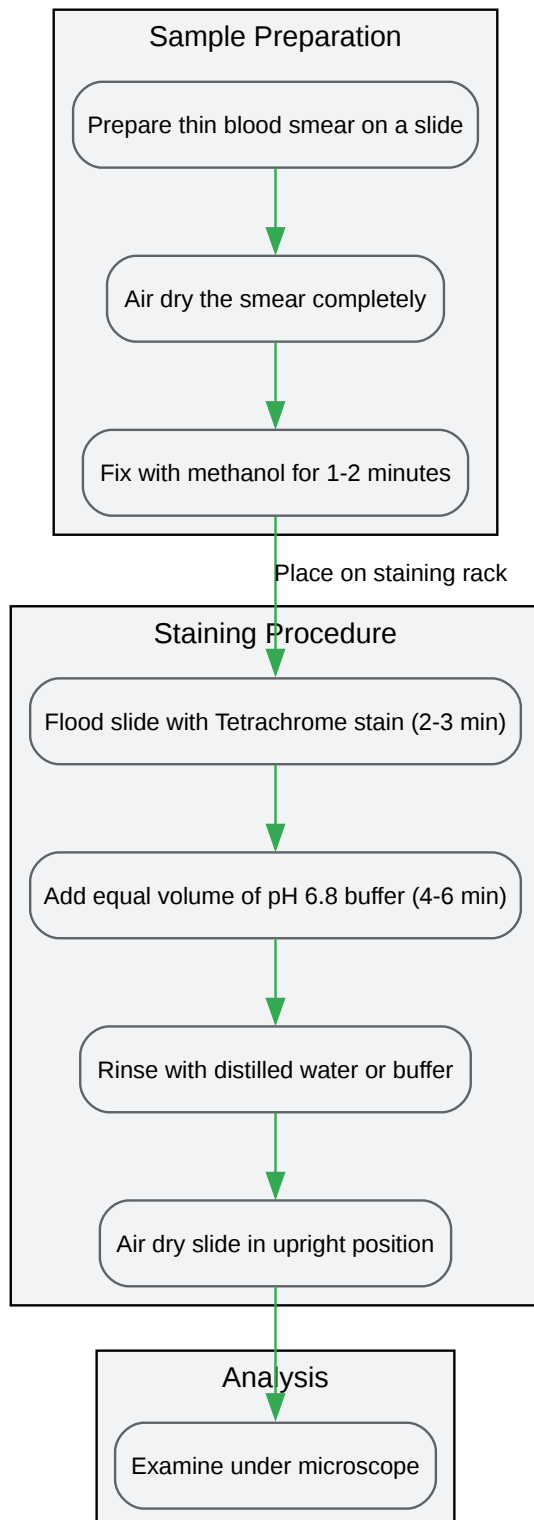 Sample Preparation
Prepare thin blood smear on a slide
Air dry the smear completely
Fix with methanol for 1-2 minutes
Place on staining rack
Staining Procedure
Flood slide with Tetrachrome stain (2-3 min)
Add equal volume of pH 6.8 buffer (4-6 min)
Rinse with distilled water or buffer
Air dry slide in upright position
Analysis
Examine under microscope